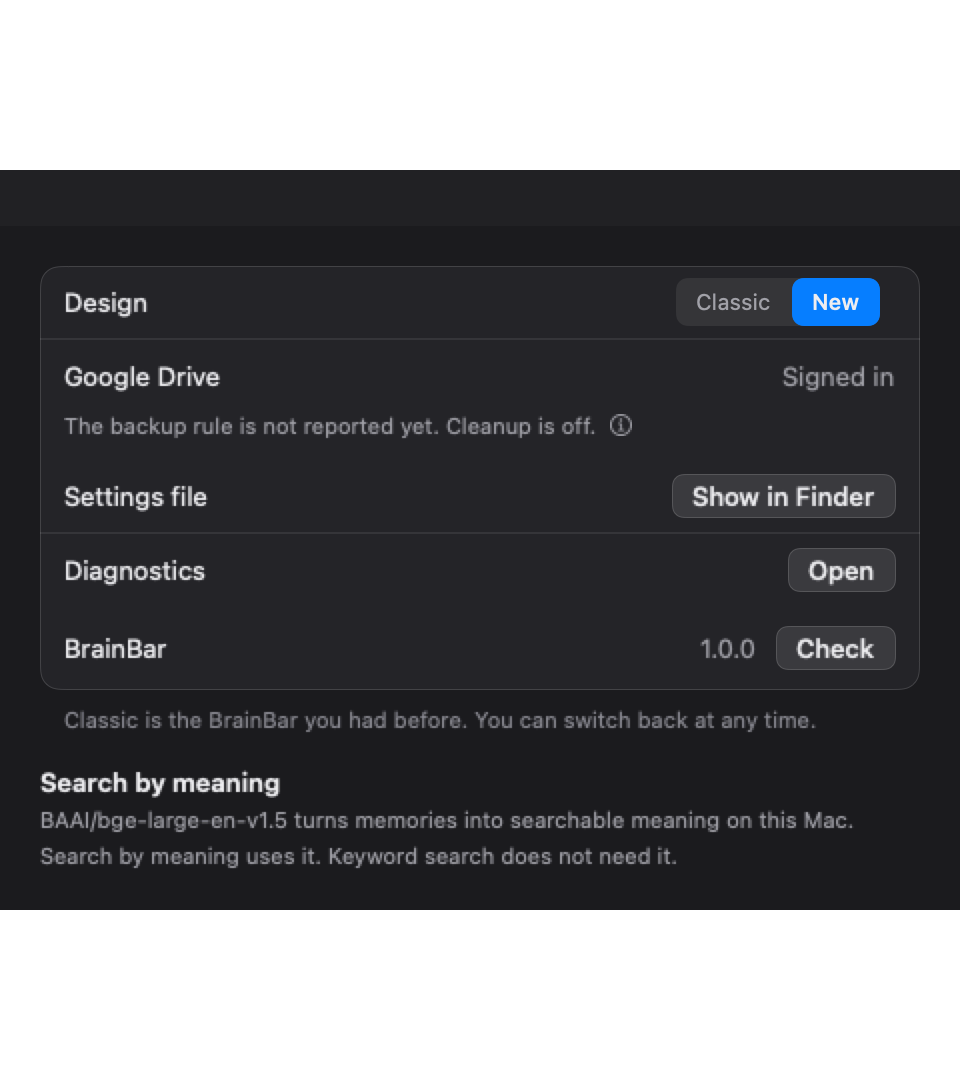 Design
Classic
New
Google Drive
Signed in
The backup rule is not reported yet. Cleanup is off.
Settings file
Show in Finder
Diagnostics
Open
BrainBar
1.0.0
Check
Classic is the BrainBar you had before. You can switch back at any time.
Search by meaning
BAAI/bge-large-en-v1.5 turns memories into searchable meaning on this Mac.
Search by meaning uses it. Keyword search does not need it.